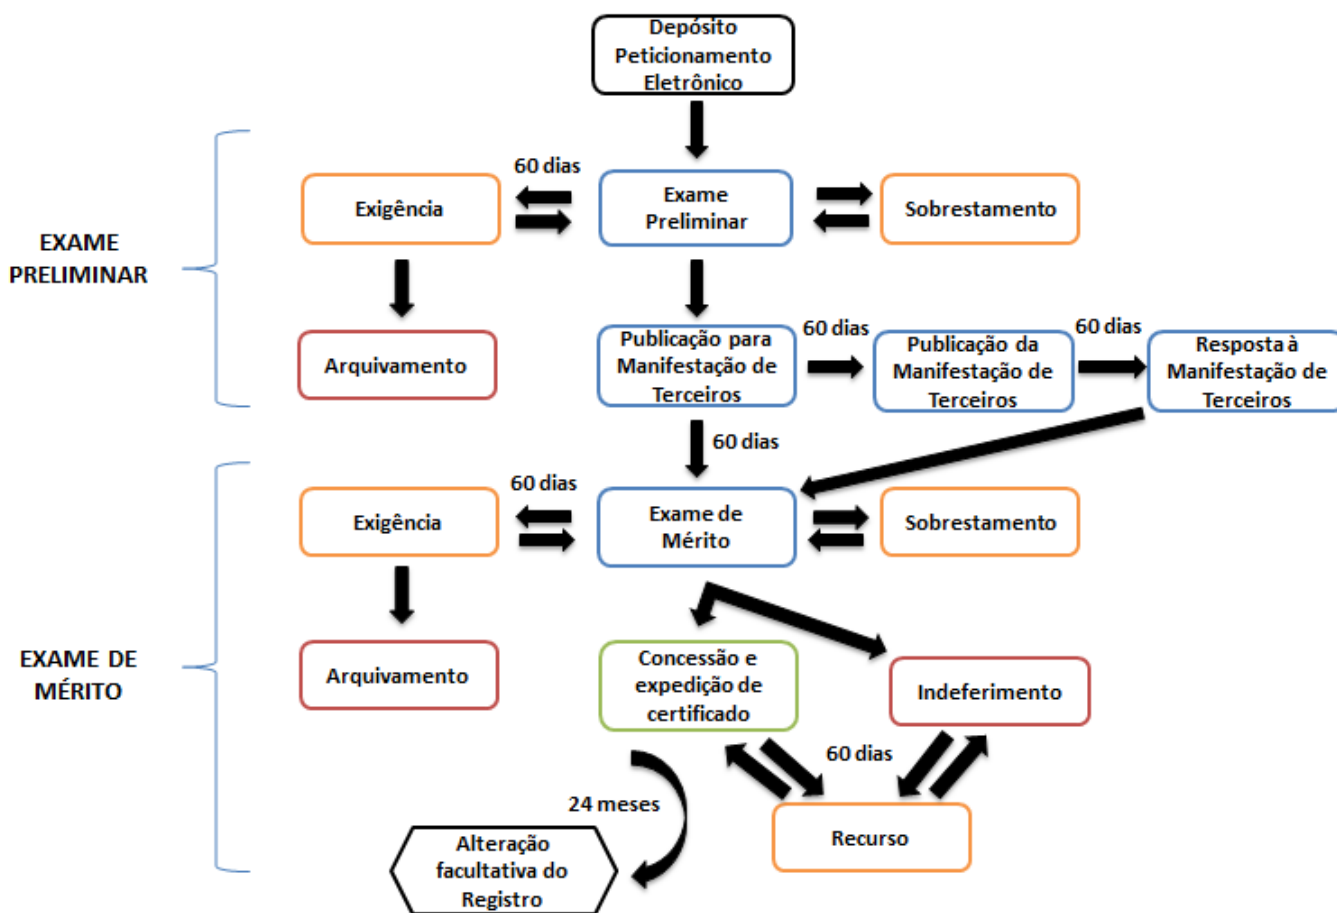 Depósito
Peticionamento
Eletrônico
EXAME
PRELIMINAR
60 dias
Exigência
Exame
Preliminar
Sobrestamento
Arquivamento
Publicação para
Manifestação de
Terceiros
60 dias
Publicação da
Manifestação de
Terceiros
60 dias
Resposta à
Manifestação de
Terceiros
60 dias
EXAME DE
MÉRITO
60 dias
Exigência
Exame de
Mérito
Sobrestamento
Arquivamento
Concessão e
expedição de
certificado
Indeferimento
60 dias
24 meses
Recurso
Alteração
facultativa do
Registro